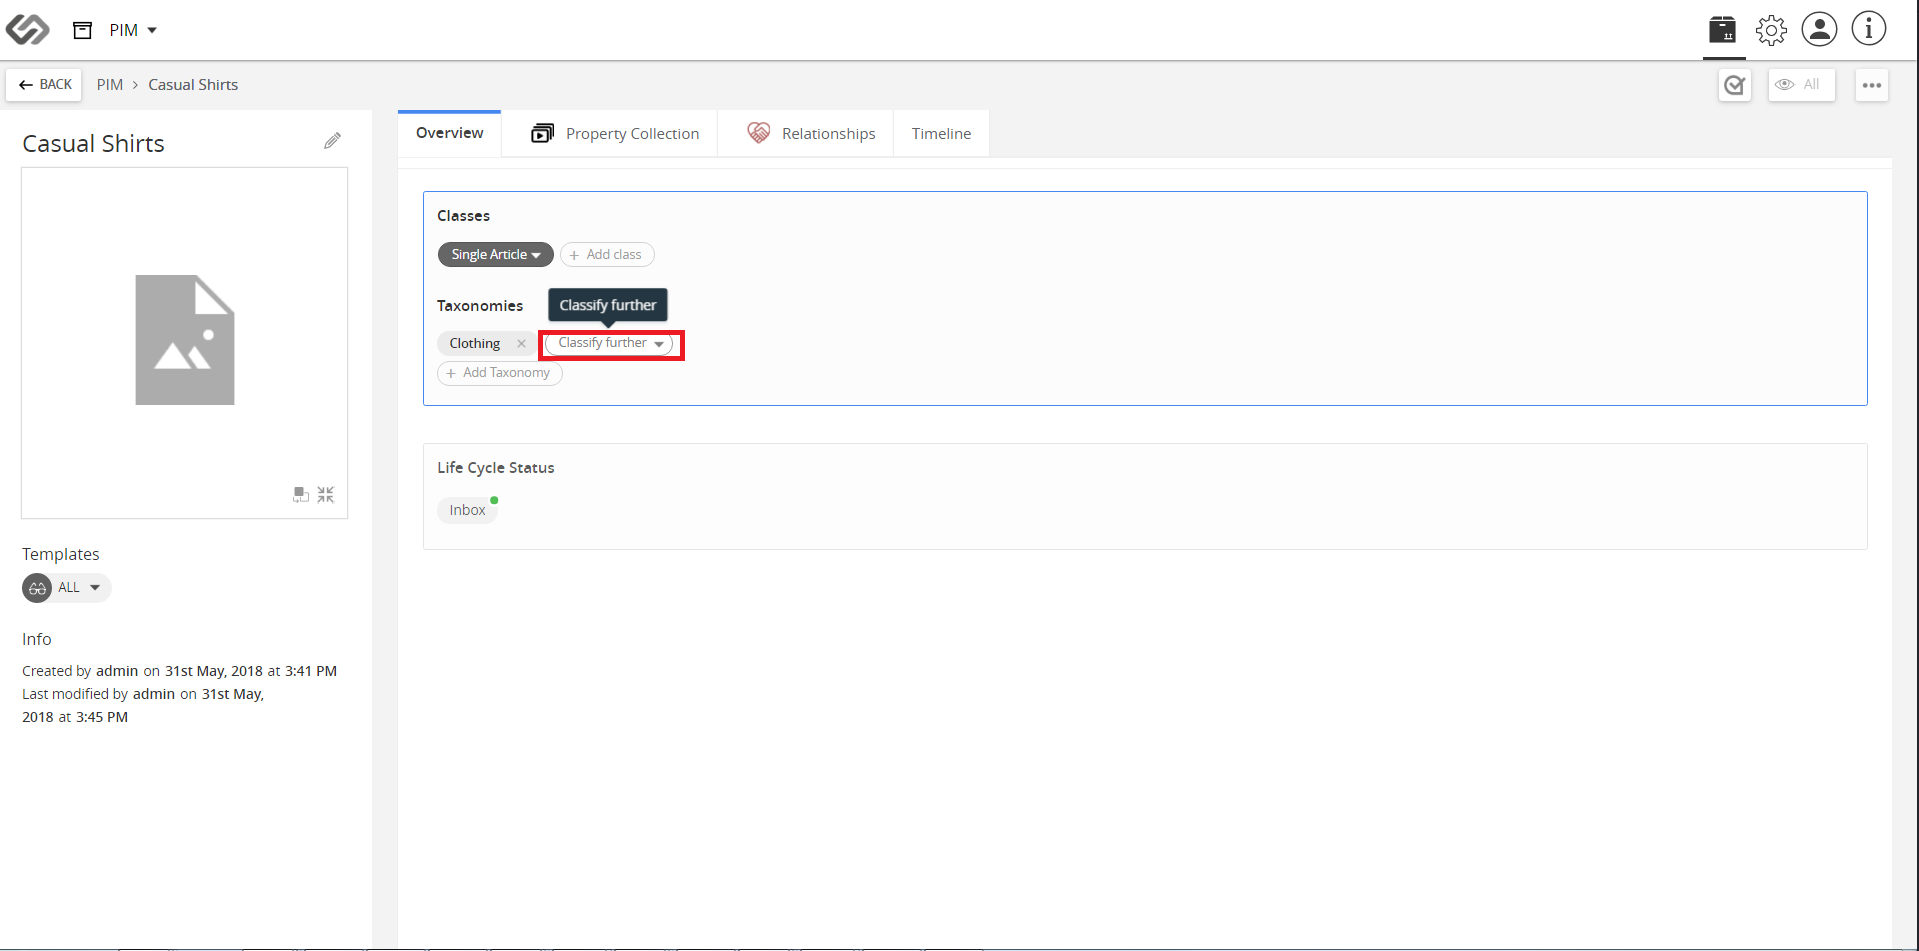 PIM
BACK
PIM > Casual Shirts
All
Casual Shirts
Overview
Property Collection
Relationships
Timeline
Classes
Single Article
+ Add class
Taxonomies
Classify further
Clothing ×
Classify further
+ Add Taxonomy
Life Cycle Status
Inbox
Templates
ALL
Info
Created by admin on 31st May, 2018 at 3:41 PM
Last modified by admin on 31st May,
2018 at 3:45 PM